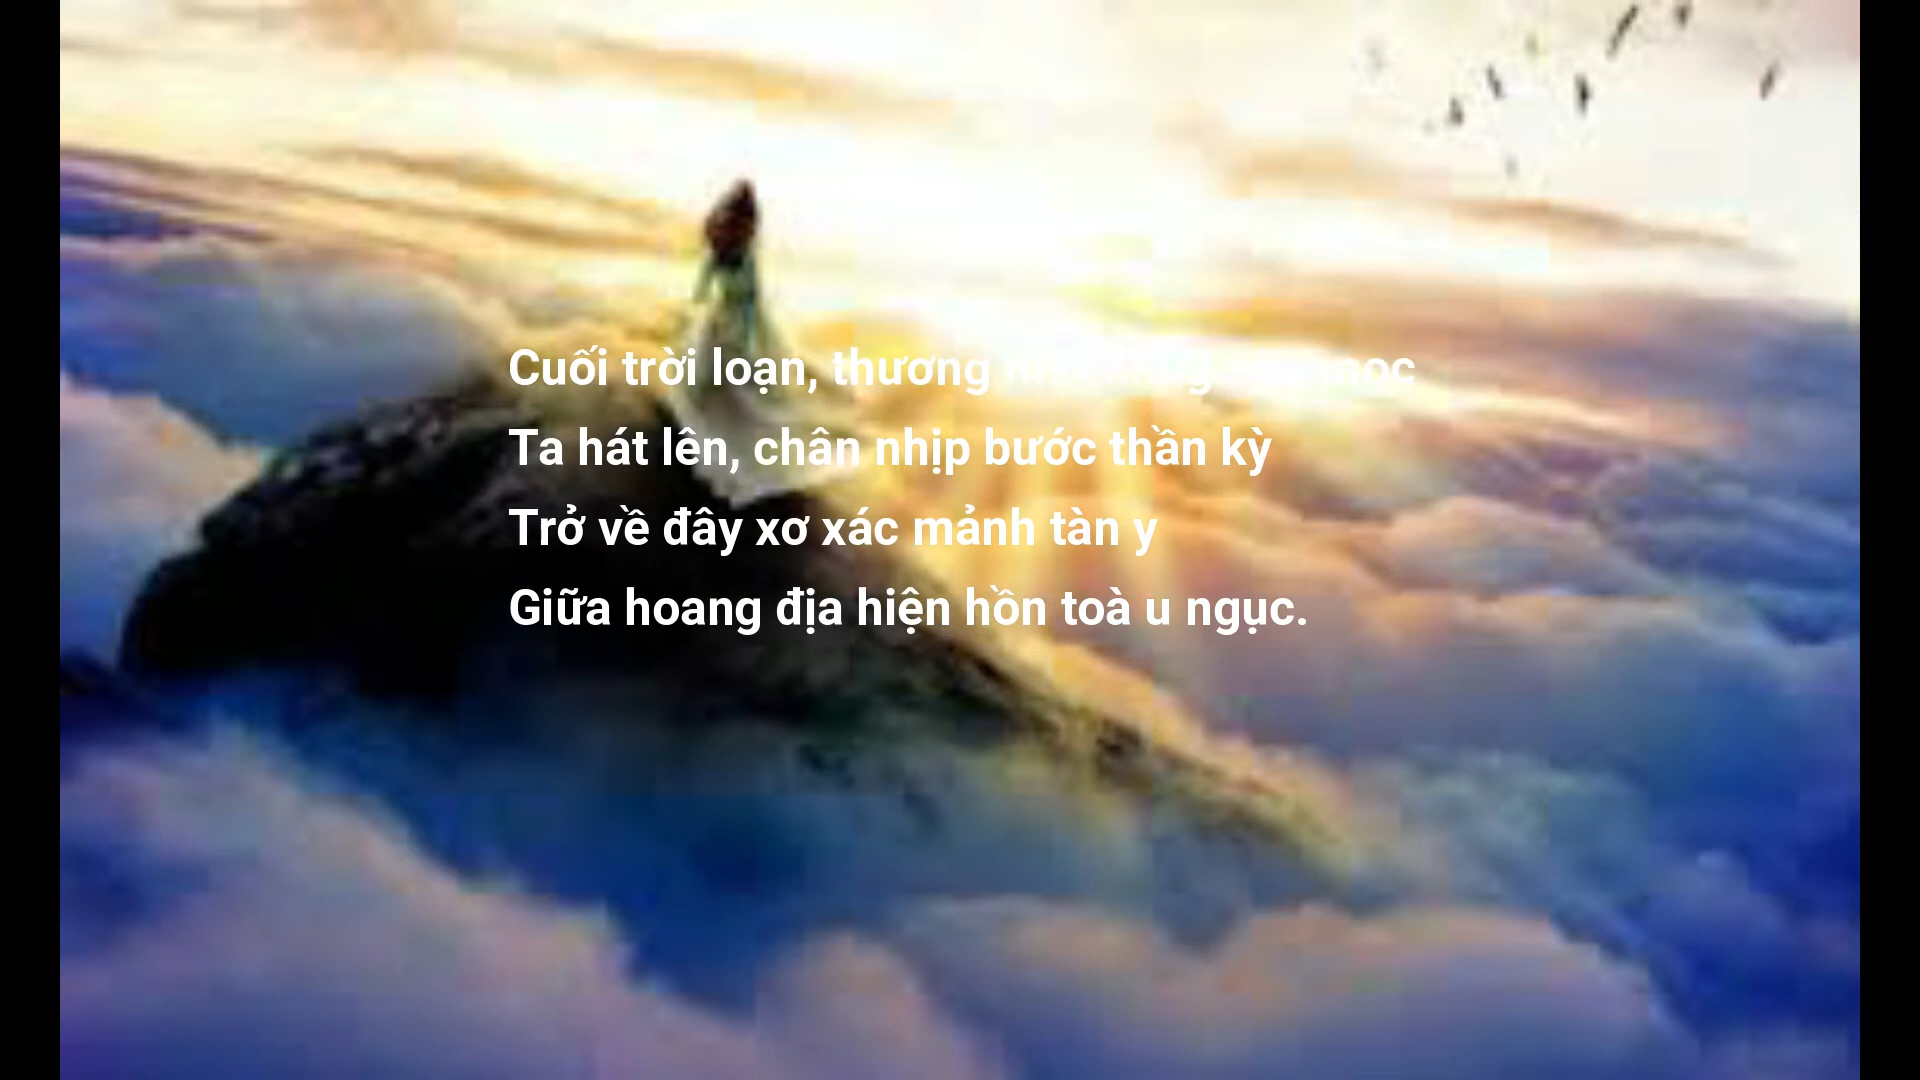 Cuối trời loạn, thương
Ta hát lên, chân nhịp bước thần kỳ
Trở về đây xơ xác mảnh tàn y
Giữa hoang địa hiện hồn toà u ngục.